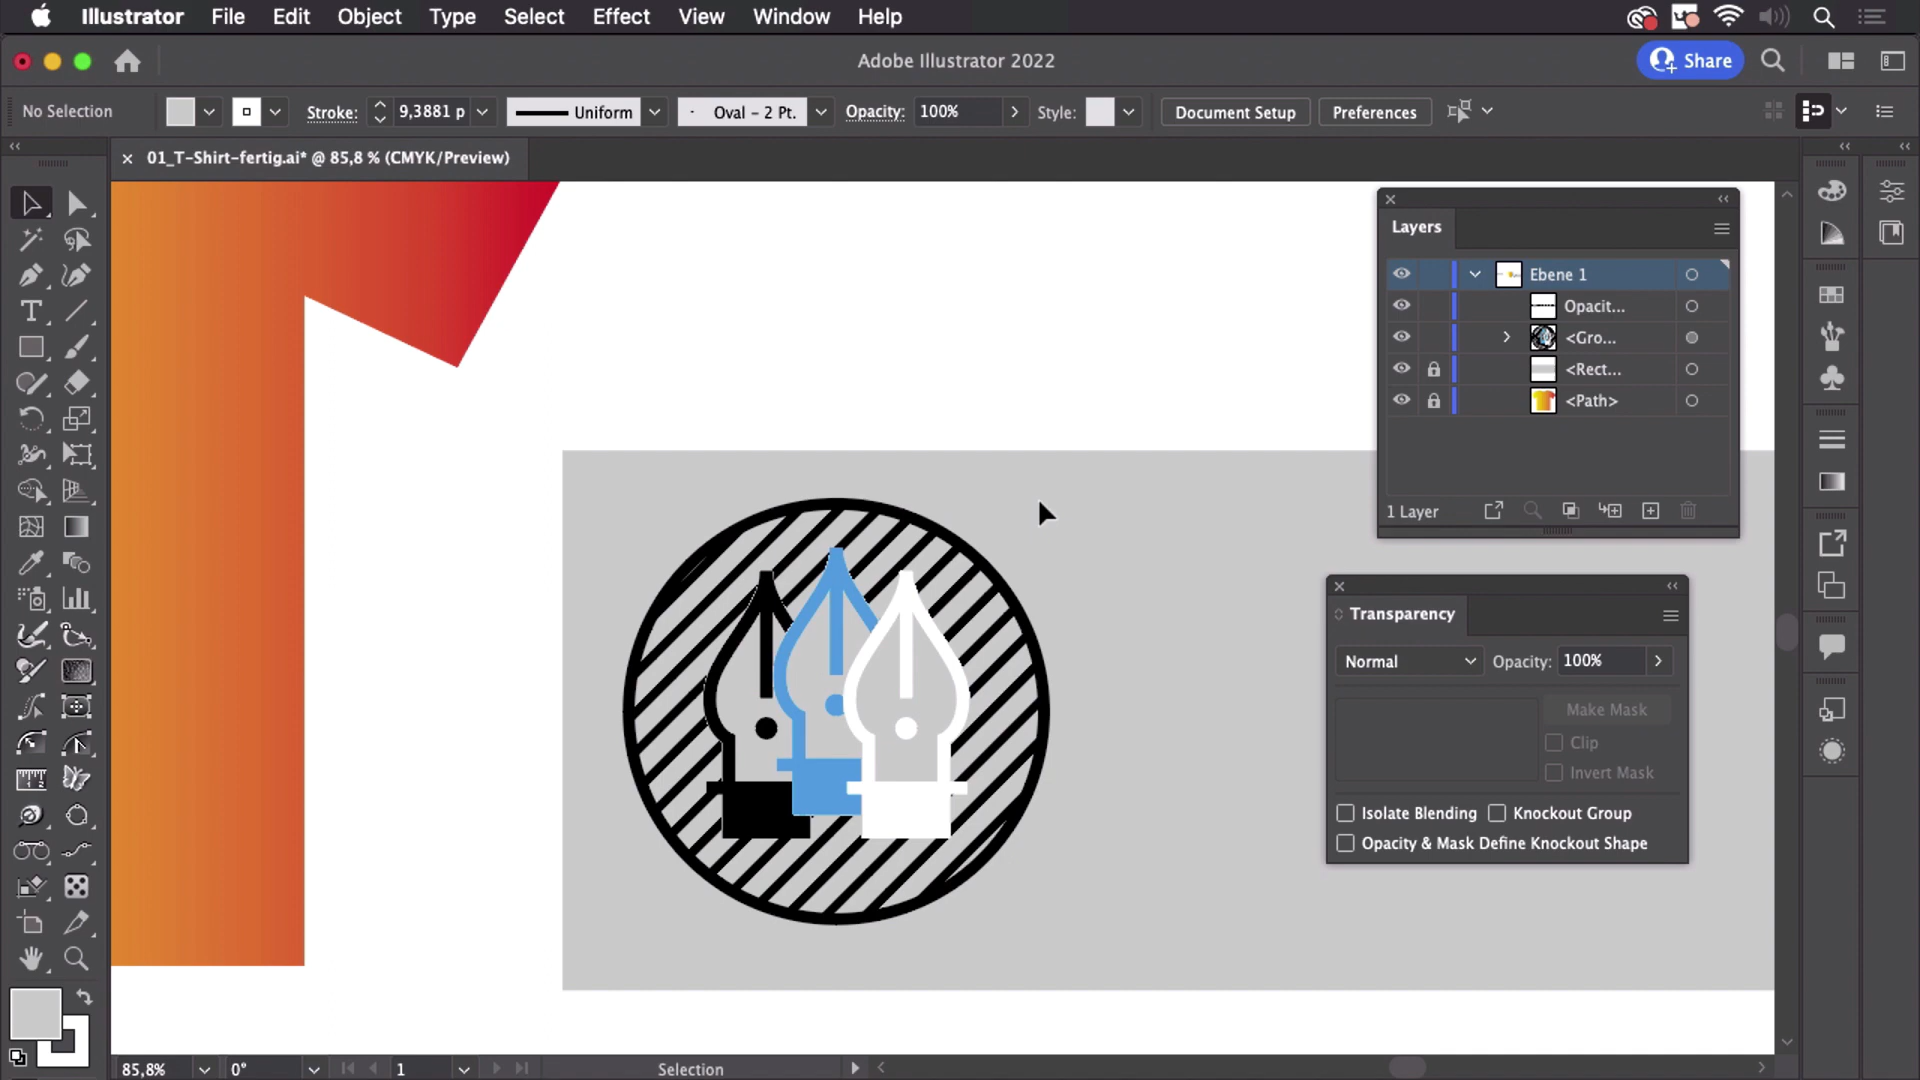 Illustrator File Edit Object Type Select Effect View Window Help
Adobe Illustrator 2022
Share
No Selection
Stroke: 9,3881 p
Uniform
Oval - 2 Pt.
Opacity: 100%
Style:
Document Setup
Preferences
01_T-Shirt-fertig.ai* @ 85,8 % (CMYK/Preview)
Layers
Ebene 1
Opacit...
<Gro...
<Rect...
<Path>
1 Layer
Transparency
Normal
Opacity: 100%
Make Mask
Clip
Invert Mask
Isolate Blending
Knockout Group
Opacity & Mask Define Knockout Shape
85,8%
0°
1
Selection